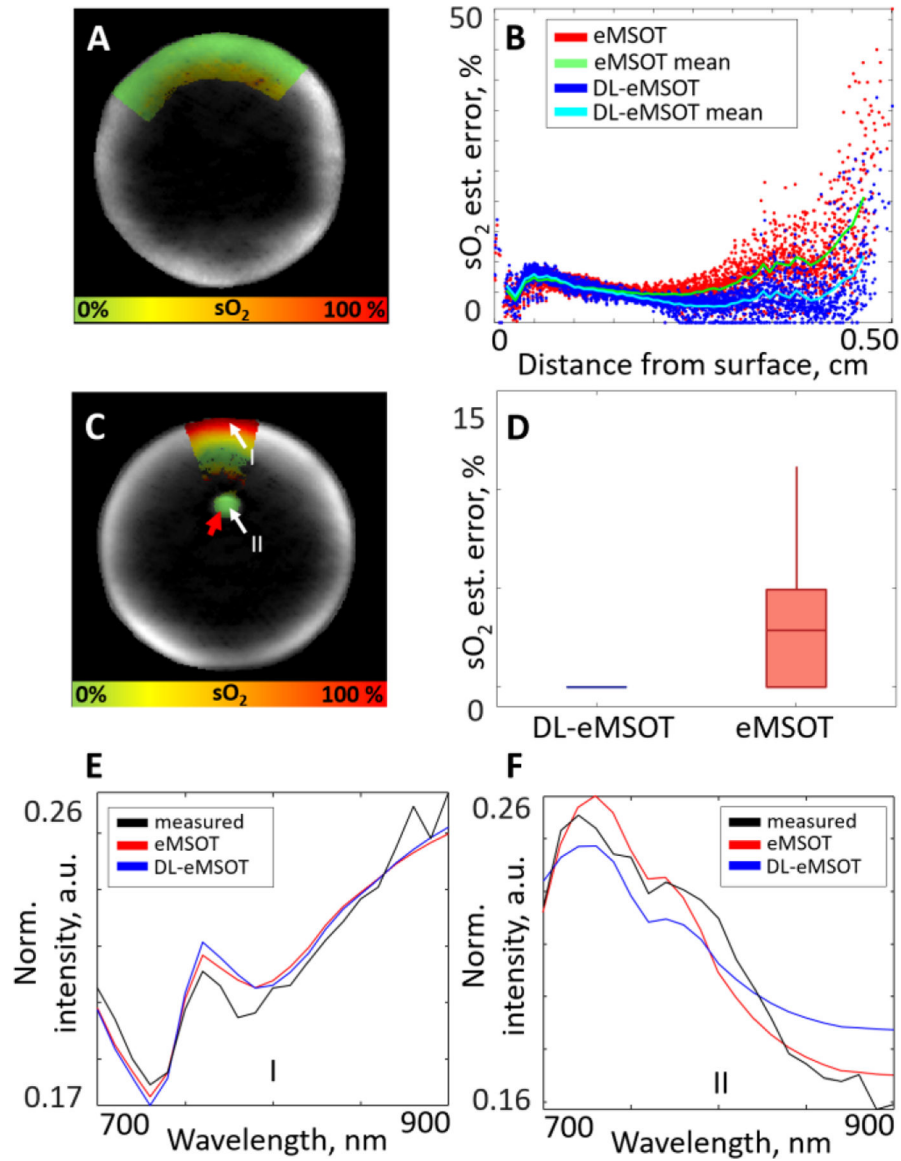 A
0% sO2 100 %
B
50
eMSOT
eMSOT mean
DL-eMSOT
DL-eMSOT mean
sO2 est. error, %
0
0 0.50
Distance from surface, cm
C
I
II
0% sO2 100 %
D
15
sO2 est. error, %
0
DL-eMSOT eMSOT
E
0.26
measured
eMSOT
DL-eMSOT
Norm.
intensity, a.u.
I
0.17
700 900
Wavelength, nm
F
0.26
measured
eMSOT
DL-eMSOT
Norm.
intensity, a.u.
II
0.16
700 900
Wavelength, nm